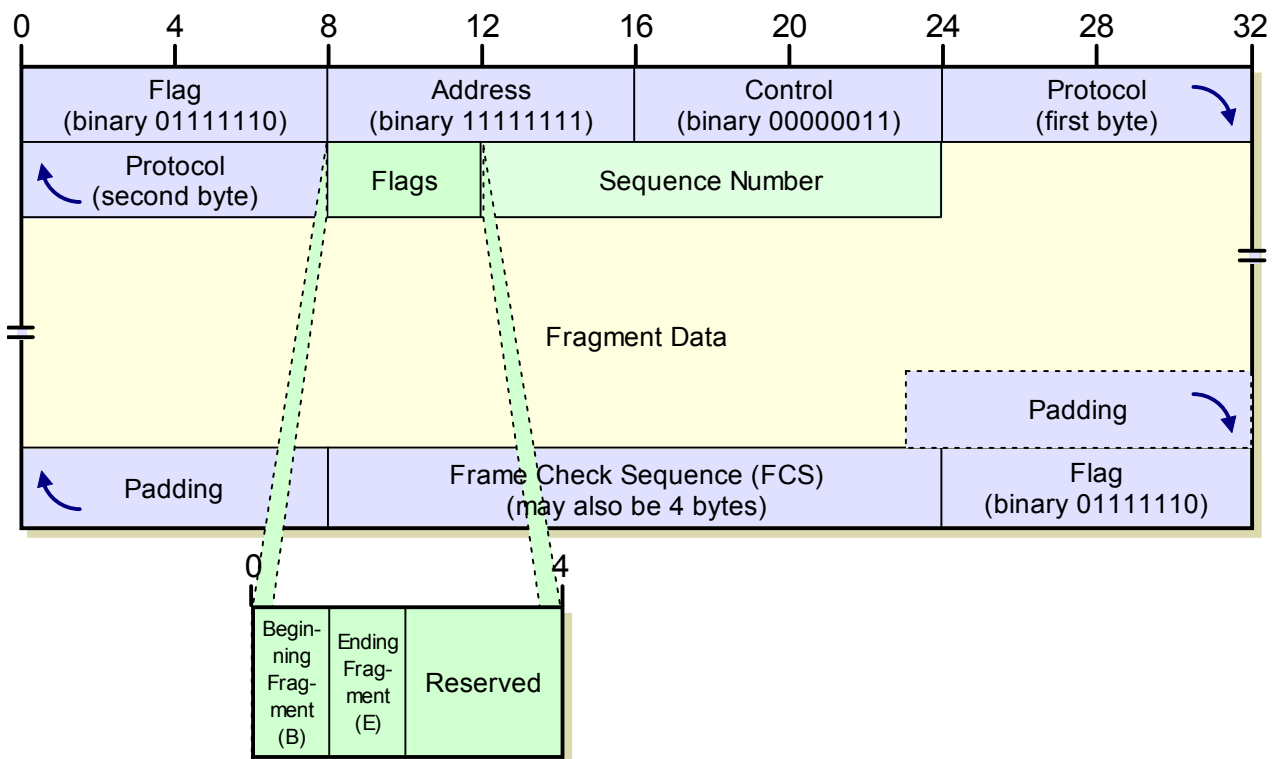 0 4 8 12 16 20 24 28 32
Flag
(binary 01111110)
Address
(binary 11111111)
Control
(binary 00000011)
Protocol
(first byte)
Protocol
(second byte)
Flags
Sequence Number
Fragment Data
Padding
Padding
Frame Check Sequence (FCS)
(may also be 4 bytes)
Flag
(binary 01111110)
0 4
Begin-
ning
Frag-
ment
(B)
Ending
Frag-
ment
(E)
Reserved